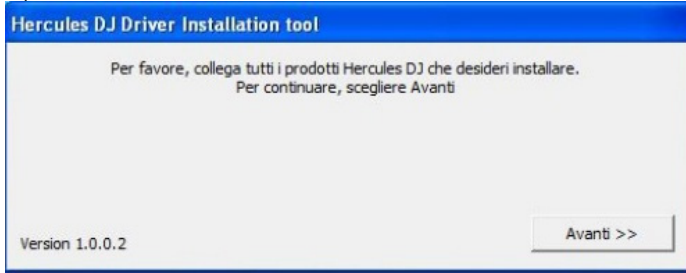 Hercules DJ Driver Installation tool
Per favore, collega tutti i prodotti Hercules DJ che desideri installare.
Per continuare, scegliere Avanti
Avanti >>
Version 1.0.0.2